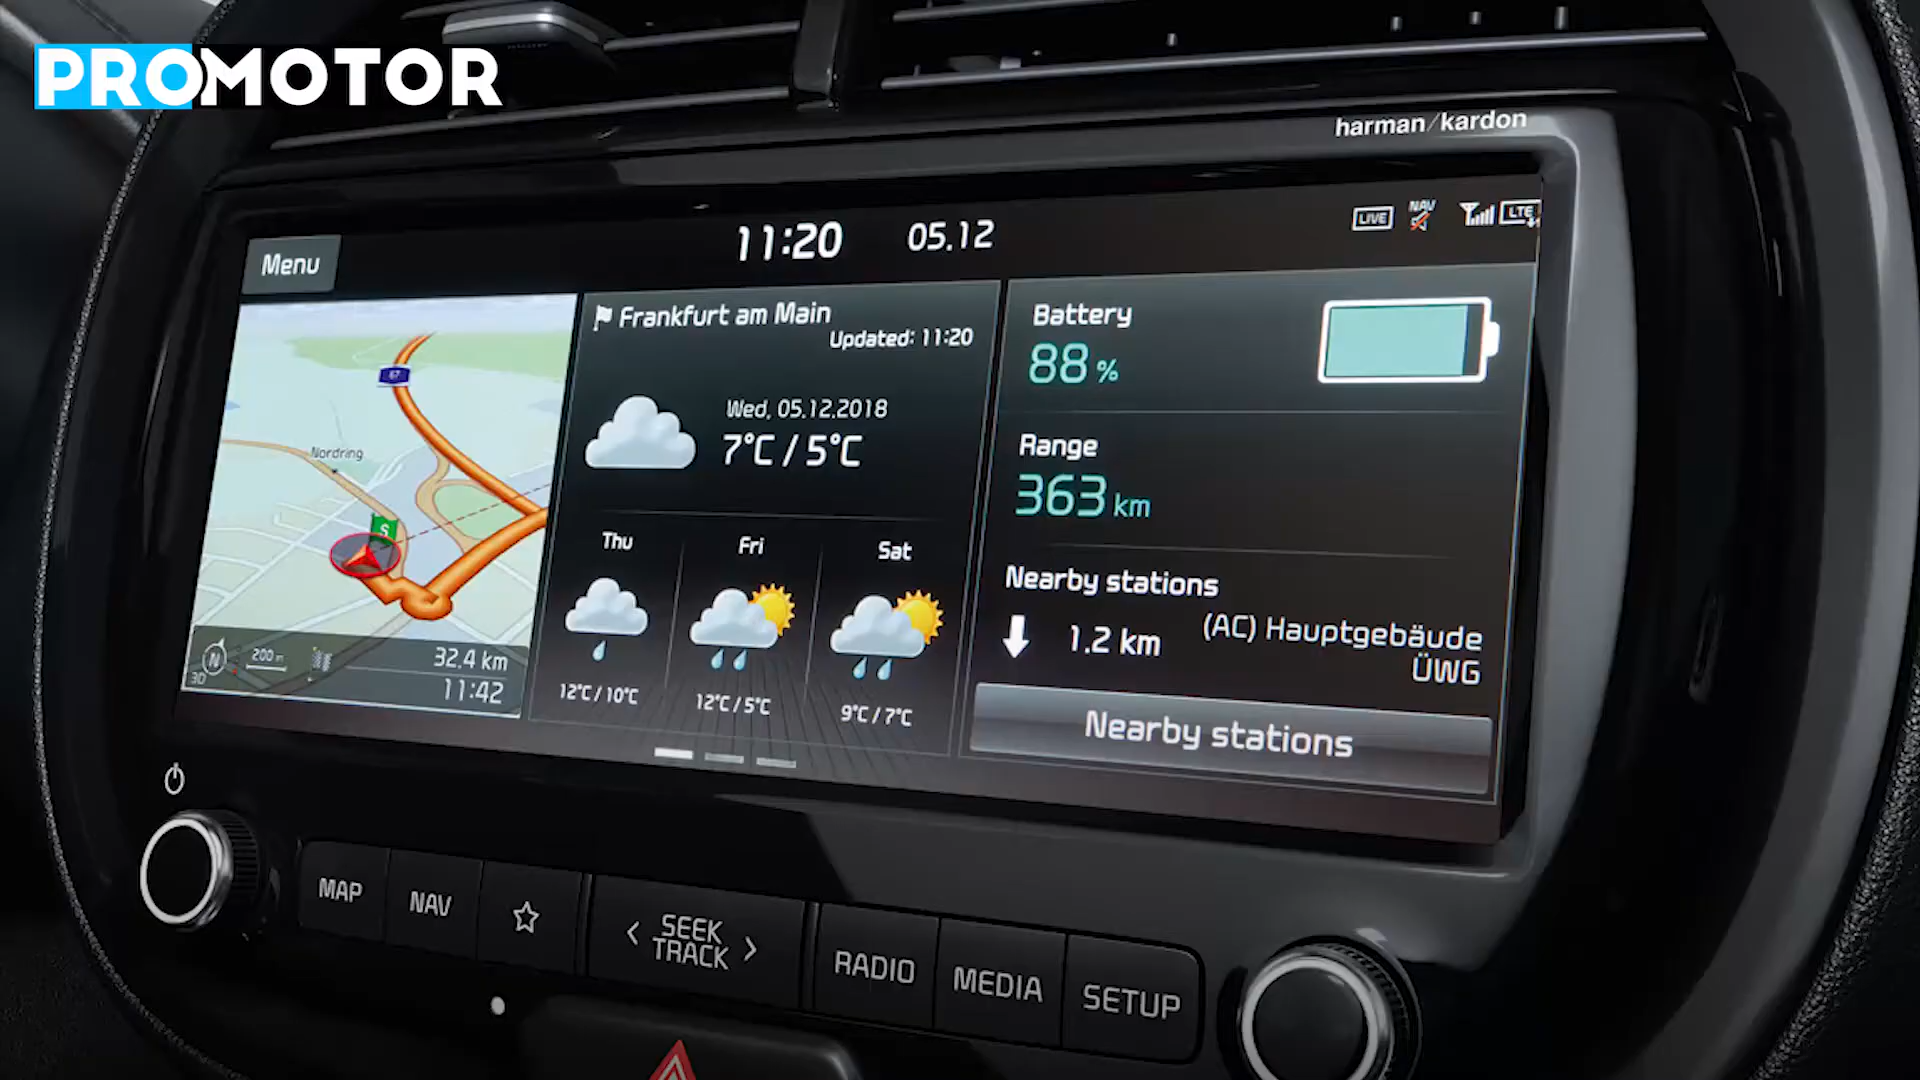 PROMOTOR
harman/kardon
11:20
05.12
LIVE
NAV
LTE
Menu
67
Nordring
S
N
3D
200 m
32.4 km
11:42
Frankfurt am Main
Updated: 11:20
Wed, 05.12.2018
7°C / 5°C
Thu
Fri
Sat
12°C / 10°C
12°C / 5°C
9°C / 7°C
Battery
88 %
Range
363 km
Nearby stations
1.2 km
(AC) Hauptgebäude
ÜWG
Nearby stations
MAP
NAV
< SEEK
TRACK >
RADIO
MEDIA
SETUP